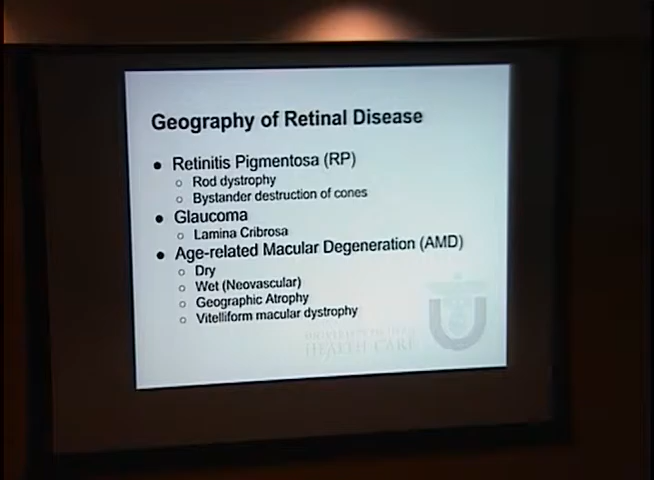 Geography of Retinal Disease
● Retinitis Pigmentosa (RP)
○ Rod dystrophy
○ Bystander destruction of cones
● Glaucoma
○ Lamina Cribrosa
● Age-related Macular Degeneration (AMD)
○ Dry
○ Wet (Neovascular)
○ Geographic Atrophy
○ Vitelliform macular dystrophy
HEALTH CARE